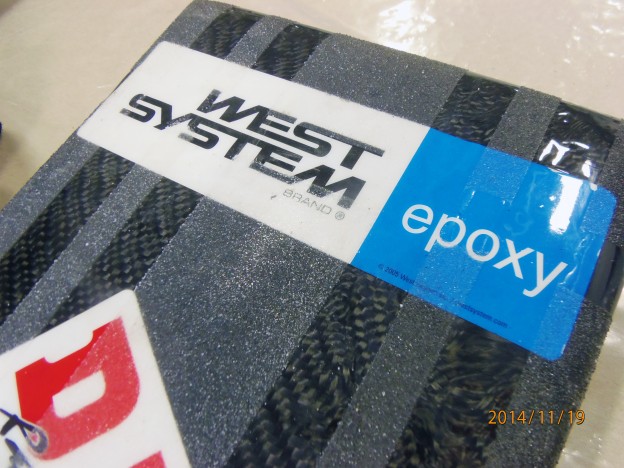 WEST
SYSTEM
BRAND ®
epoxy
2014/11/19